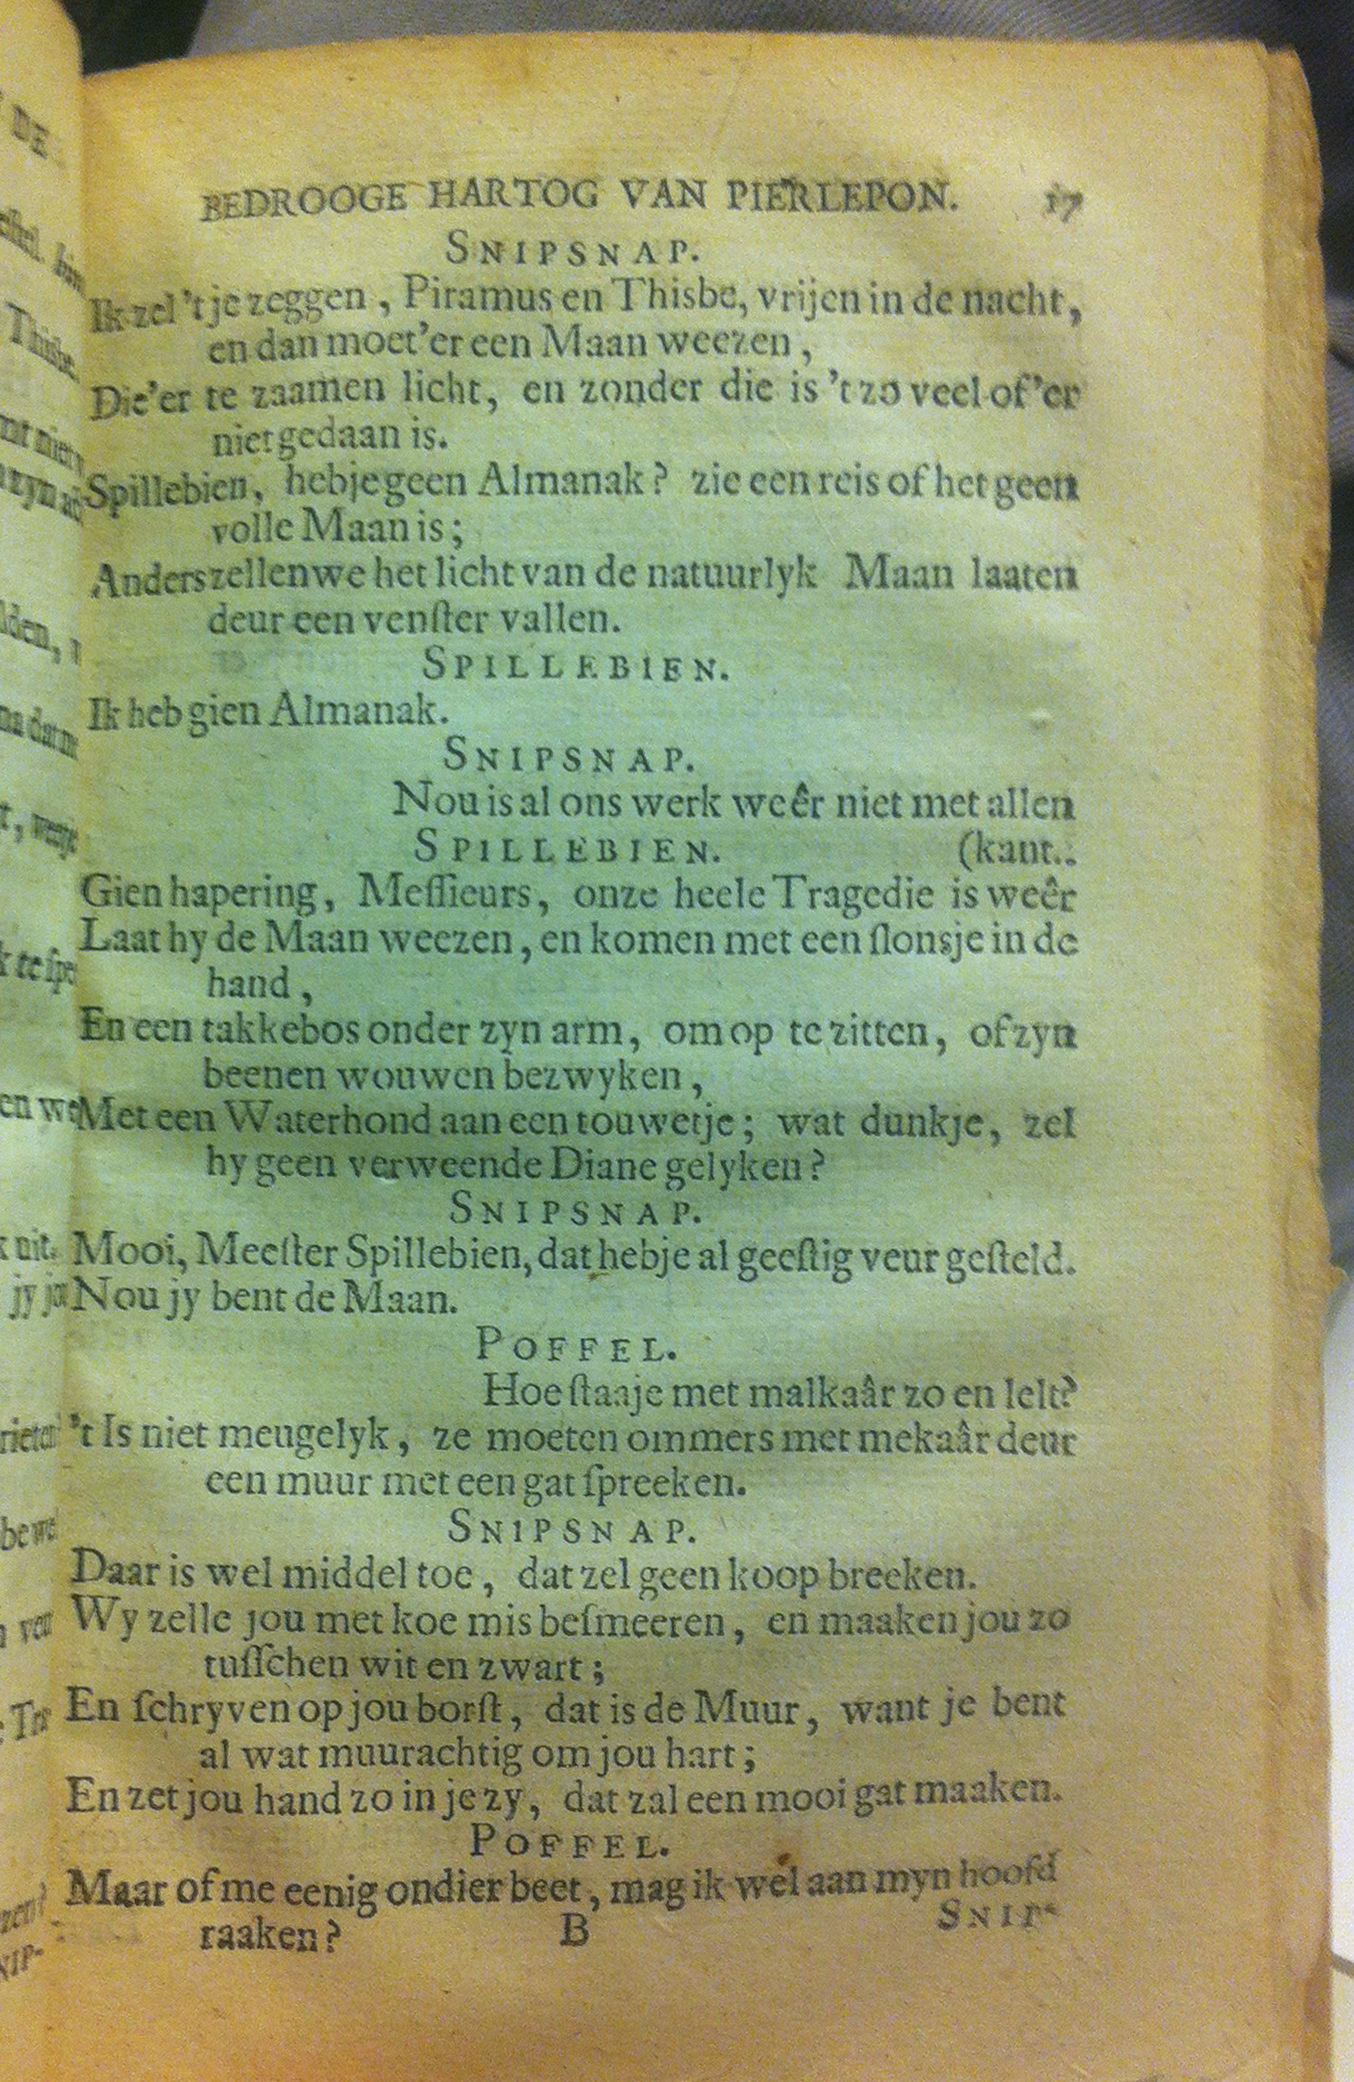 BEDROOGE HARTOG VAN PIERLEPON. 17
SNIPSNAP.
Ik zel 't je zeggen, Piramus en Thisbe, vrijen in de nacht,
en dan moet'er een Maan weezen,
Die'er te zaamen licht, en zonder die is 't zo veel of'er
niet gedaan is.
Spillebien, hebje geen Almanak? zie een reis of het geen
volle Maan is;
Anders zellen we het licht van de natuurlyk Maan laaten
deur een venſter vallen.
SPILLEBIEN.
Ik heb gien Almanak.
SNIPSNAP.
Nou is al ons werk weêr niet met allen
SPILLEBIEN. (kant..
Gien hapering, Meſſieurs, onze heele Tragedie is weêr
Laat hy de Maan weezen, en komen met een ſlonsje in de
hand,
En een takkebos onder zyn arm, om op te zitten, of zyn
beenen wouwen bezwyken,
Met een Waterhond aan een touwetje; wat dunkje, zel
hy geen verweende Diane gelyken?
SNIPSNAP.
Mooi, Meeſter Spillebien, dat hebje al geeſtig veur geſteld.
Nou jy bent de Maan.
POFFEL.
Hoe ſtaaje met malkaâr zo en lelt?
't Is niet meugelyk, ze moeten ommers met mekaâr deur
een muur met een gat ſpreeken.
SNIPSNAP.
Daar is wel middel toe, dat zel geen koop breeken.
Wy zelle jou met koe mis beſmeeren, en maaken jou zo
tuſſchen wit en zwart;
En ſchryven op jou borſt, dat is de Muur, want je bent
al wat muurachtig om jou hart;
En zet jou hand zo in je zy, dat zal een mooi gat maaken.
POFFEL.
Maar of me eenig ondier beet, mag ik wel aan myn hoofd
raaken? B SNIP-